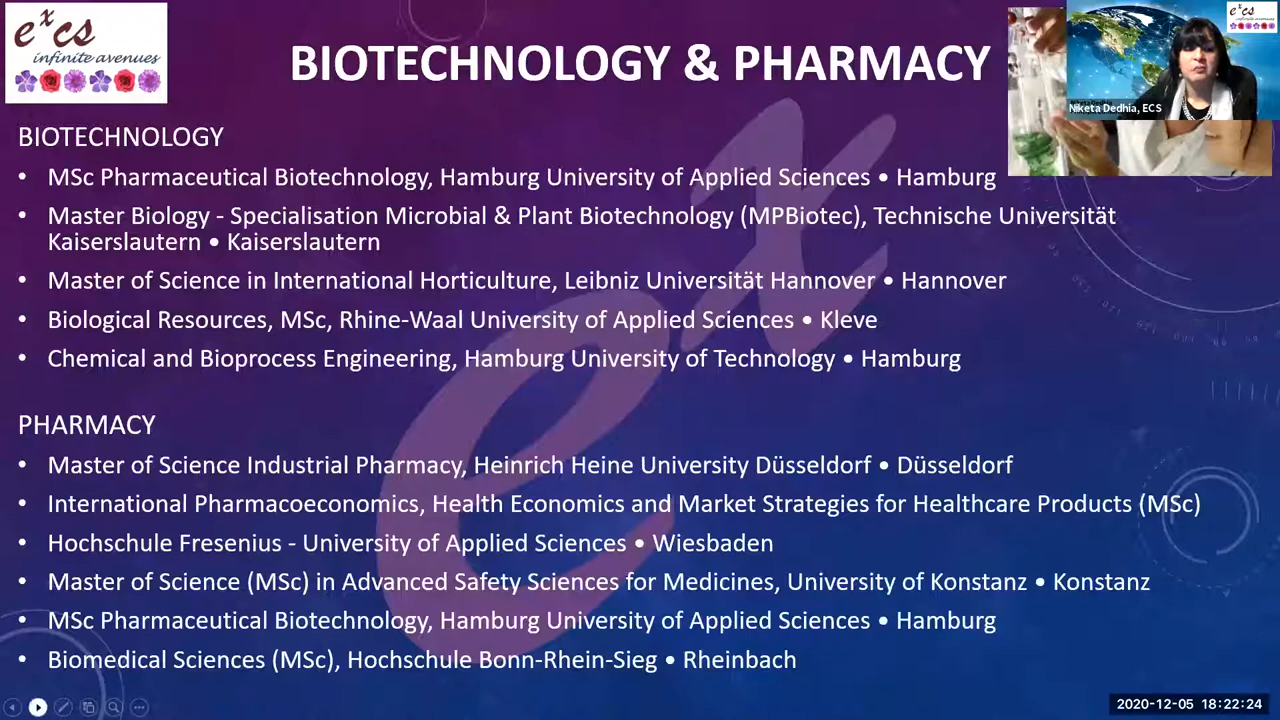 excs
infinite avenues
BIOTECHNOLOGY & PHARMACY
excs
Niketa Dedhia, ECS
BIOTECHNOLOGY
• MSc Pharmaceutical Biotechnology, Hamburg University of Applied Sciences • Hamburg
• Master Biology - Specialisation Microbial & Plant Biotechnology (MPBiotec), Technische Universität
Kaiserslautern • Kaiserslautern
• Master of Science in International Horticulture, Leibniz Universität Hannover • Hannover
• Biological Resources, MSc, Rhine-Waal University of Applied Sciences • Kleve
• Chemical and Bioprocess Engineering, Hamburg University of Technology • Hamburg
PHARMACY
• Master of Science Industrial Pharmacy, Heinrich Heine University Düsseldorf • Düsseldorf
• International Pharmacoeconomics, Health Economics and Market Strategies for Healthcare Products (MSc)
• Hochschule Fresenius - University of Applied Sciences • Wiesbaden
• Master of Science (MSc) in Advanced Safety Sciences for Medicines, University of Konstanz • Konstanz
• MSc Pharmaceutical Biotechnology, Hamburg University of Applied Sciences • Hamburg
• Biomedical Sciences (MSc), Hochschule Bonn-Rhein-Sieg • Rheinbach
2020-12-05 18:22:24